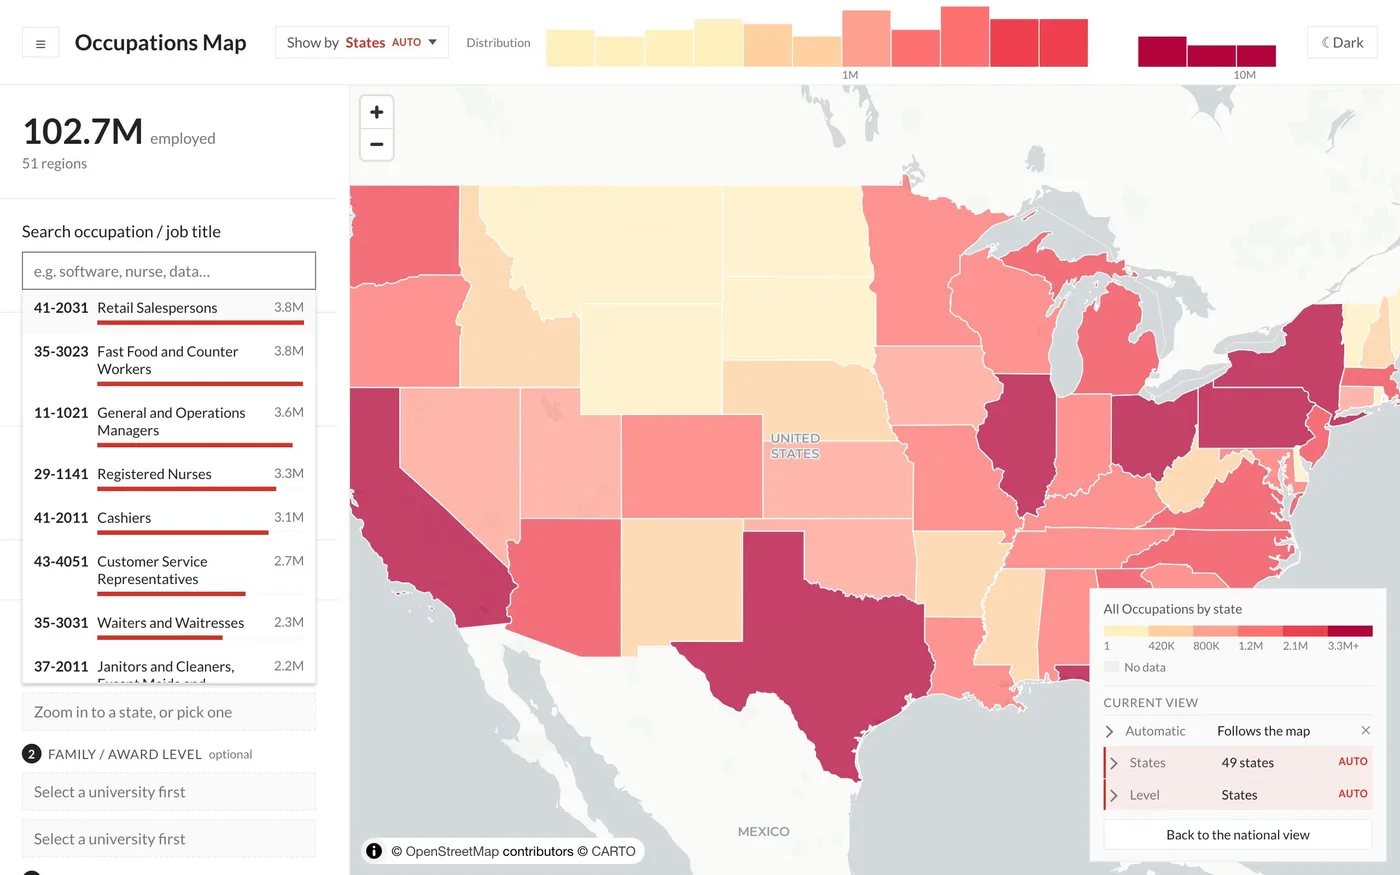 Occupations Map
Show by States AUTO
Distribution
1M
10M
Dark
102.7M employed
51 regions
Search occupation / job title
e.g. software, nurse, data...
41-2031 Retail Salespersons 3.8M
35-3023 Fast Food and Counter Workers 3.8M
11-1021 General and Operations Managers 3.6M
29-1141 Registered Nurses 3.3M
41-2011 Cashiers 3.1M
43-4051 Customer Service Representatives 2.7M
35-3031 Waiters and Waitresses 2.3M
37-2011 Janitors and Cleaners, 2.2M
Zoom in to a state, or pick one
2 FAMILY / AWARD LEVEL optional
Select a university first
Select a university first
UNITED
STATES
MEXICO
© OpenStreetMap contributors © CARTO
All Occupations by state
1 420K 800K 1.2M 2.1M 3.3M+
No data
CURRENT VIEW
Automatic Follows the map
States 49 states AUTO
Level States AUTO
Back to the national view